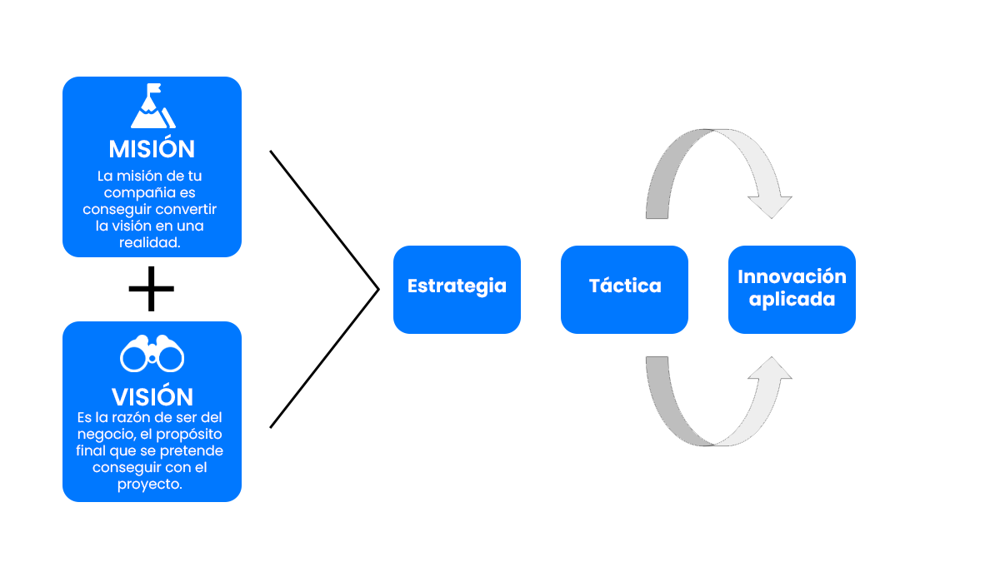 MISIÓN
La misión de tu
compañia es
conseguir convertir
la visión en una
realidad.
VISIÓN
Es la razón de ser del
negocio, el propósito
final que se pretende
conseguir con el
proyecto.
Estrategia
Táctica
Innovación
aplicada